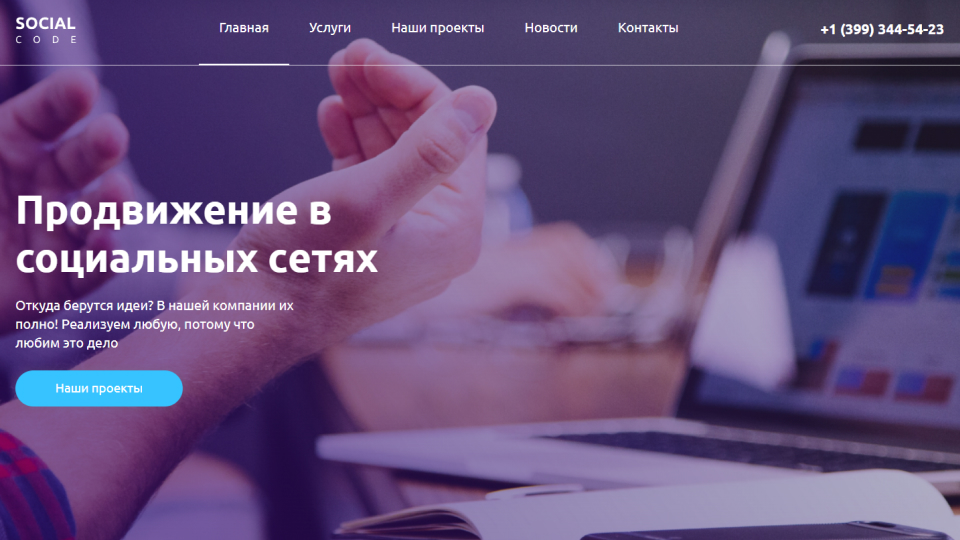 SOCIAL
CODE
Главная Услуги Наши проекты Новости Контакты
+1 (399) 344-54-23
Продвижение в
социальных сетях
Откуда берутся идеи? В нашей компании их
полно! Реализуем любую, потому что
любим это дело
Наши проекты